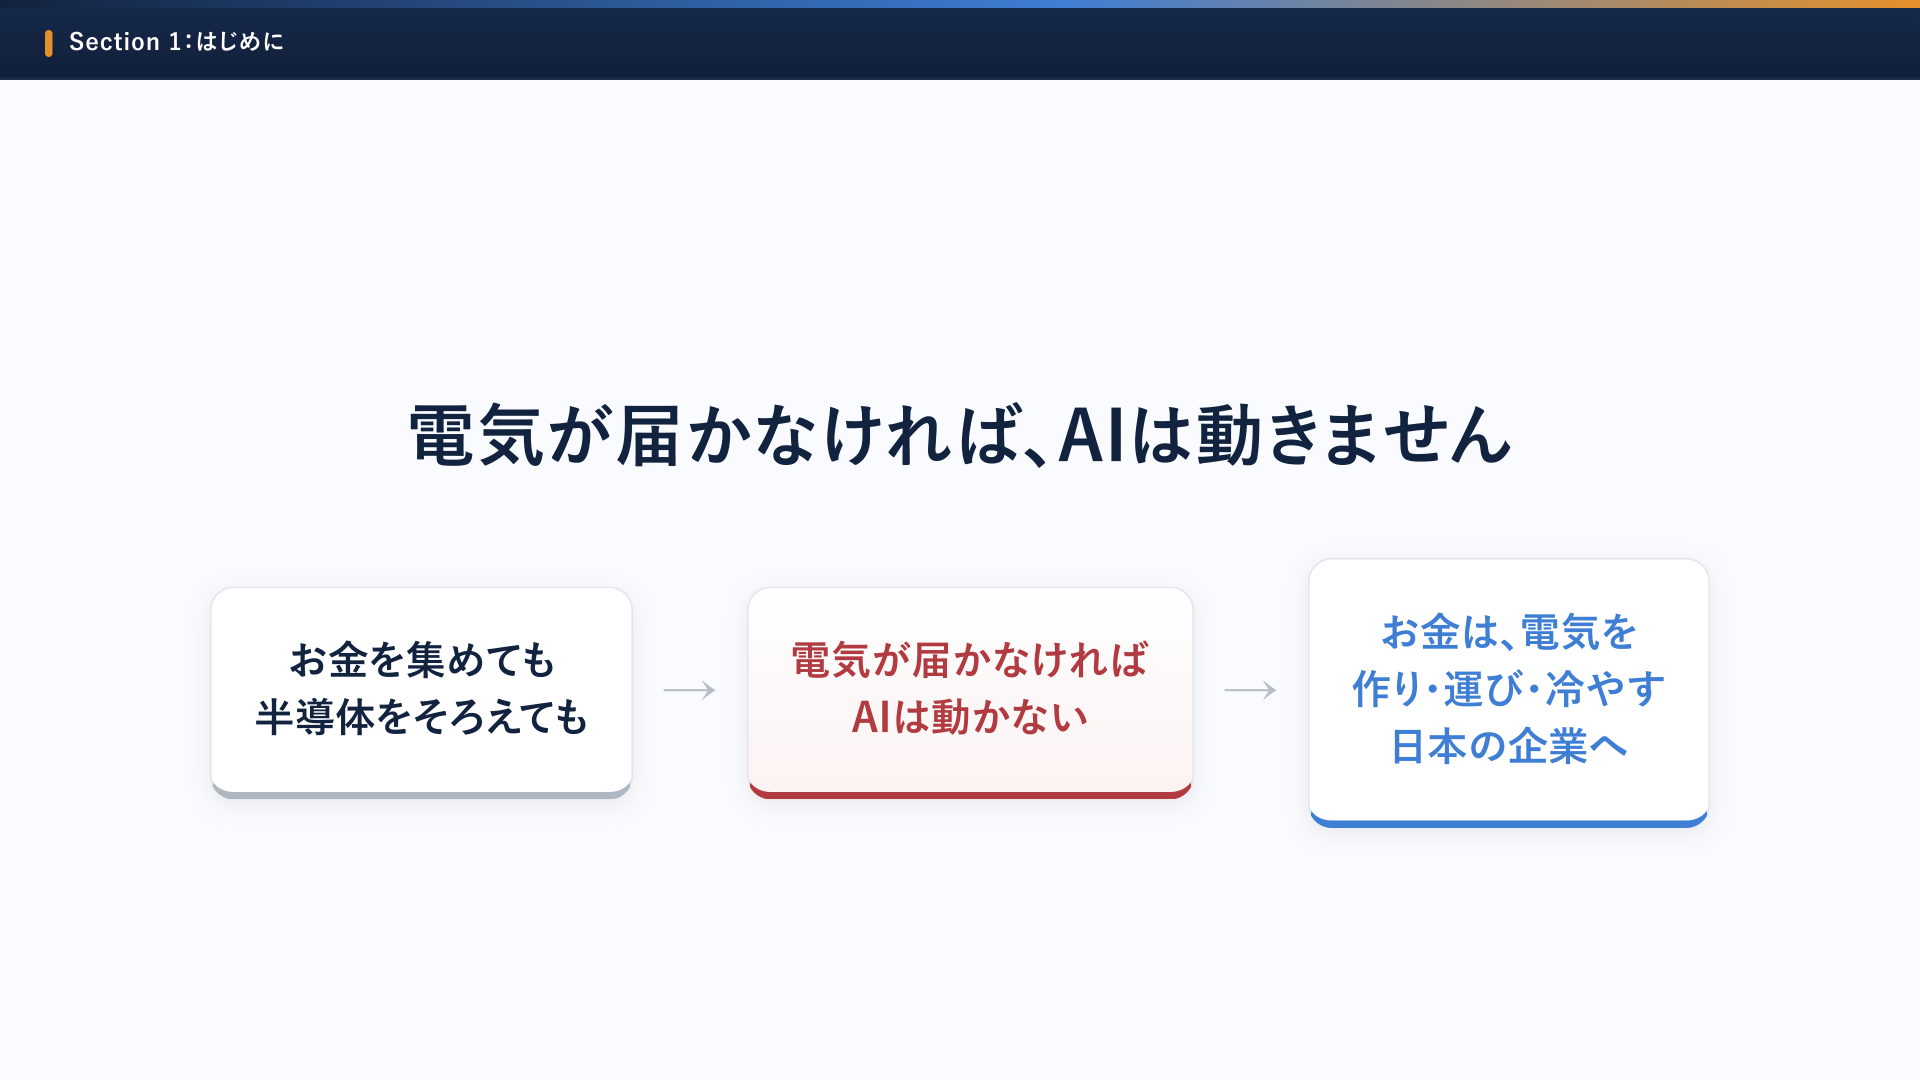 Section 1：はじめに
電気が届かなければ、AIは動きません
お金を集めても
半導体をそろえても
→
電気が届かなければ
AIは動かない
→
お金は、電気を
作り・運び・冷やす
日本の企業へ